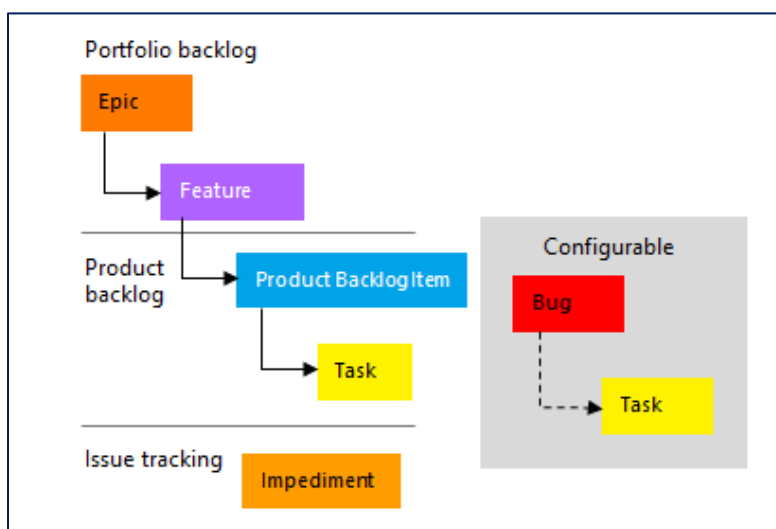 Portfolio backlog
Epic
Feature
Product
backlog
Product Backlog Item
Task
Issue tracking
Impediment
Configurable
Bug
Task